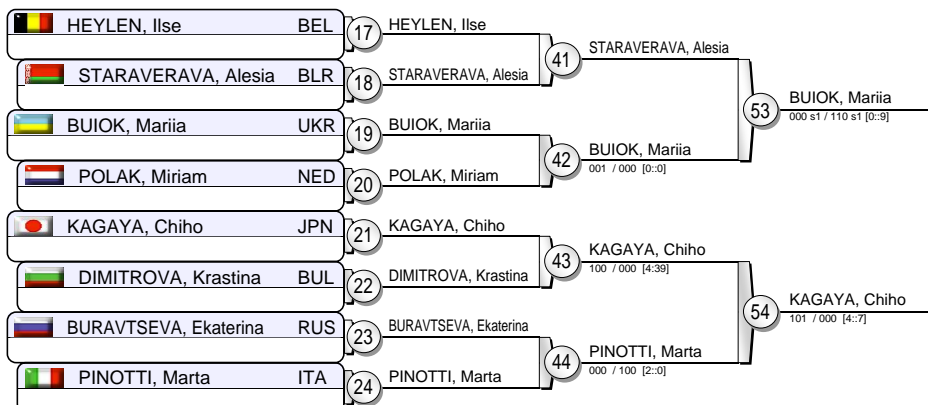 HEYLEN, Ilse BEL 17 HEYLEN, Ilse
41 STARAVERAVA, Alesia
STARAVERAVA, Alesia BLR 18 STARAVERAVA, Alesia
53 BUIOK, Mariia
000 s1 / 110 s1 [0::9]
BUIOK, Mariia UKR 19 BUIOK, Mariia
42 BUIOK, Mariia
001 / 000 [0::0]
POLAK, Miriam NED 20 POLAK, Miriam
KAGAYA, Chiho JPN 21 KAGAYA, Chiho
43 KAGAYA, Chiho
100 / 000 [4:39]
DIMITROVA, Krastina BUL 22 DIMITROVA, Krastina
54 KAGAYA, Chiho
101 / 000 [4::7]
BURAVTSEVA, Ekaterina RUS 23 BURAVTSEVA, Ekaterina
44 PINOTTI, Marta
000 / 100 [2::0]
PINOTTI, Marta ITA 24 PINOTTI, Marta